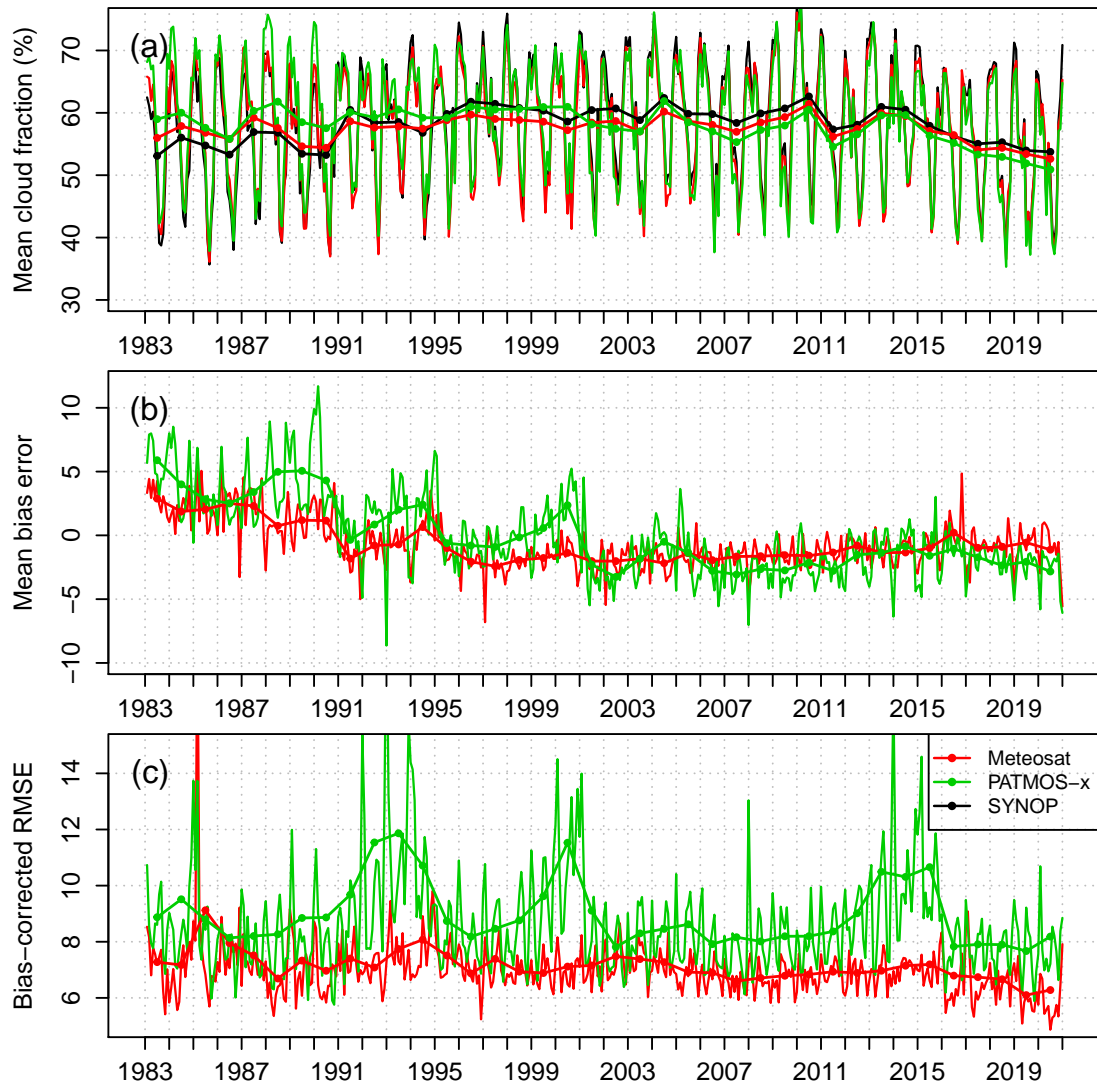 (a)
Mean cloud fraction (%)
70
60
50
40
30
1983 1987 1991 1995 1999 2003 2007 2011 2015 2019
(b)
Mean bias error
10
5
0
−5
−10
1983 1987 1991 1995 1999 2003 2007 2011 2015 2019
(c)
Bias−corrected RMSE
14
12
10
8
6
Meteosat
PATMOS−x
SYNOP
1983 1987 1991 1995 1999 2003 2007 2011 2015 2019